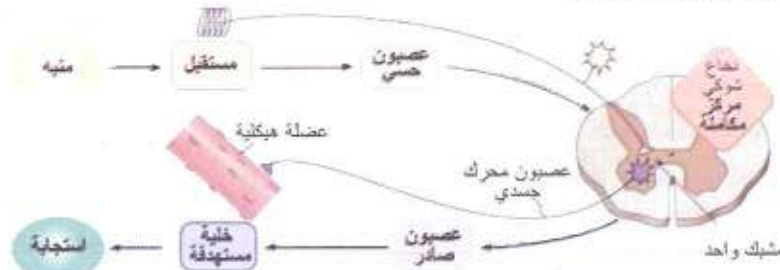 منبه
مستقبل
عصبون
حسي
نخاع
شوكي
مركز
مكاملة
عضلة هيكلية
عصبون محرك
جسدي
مشبك واحد
عصبون
صادر
خلية
مستهدفة
استجابة